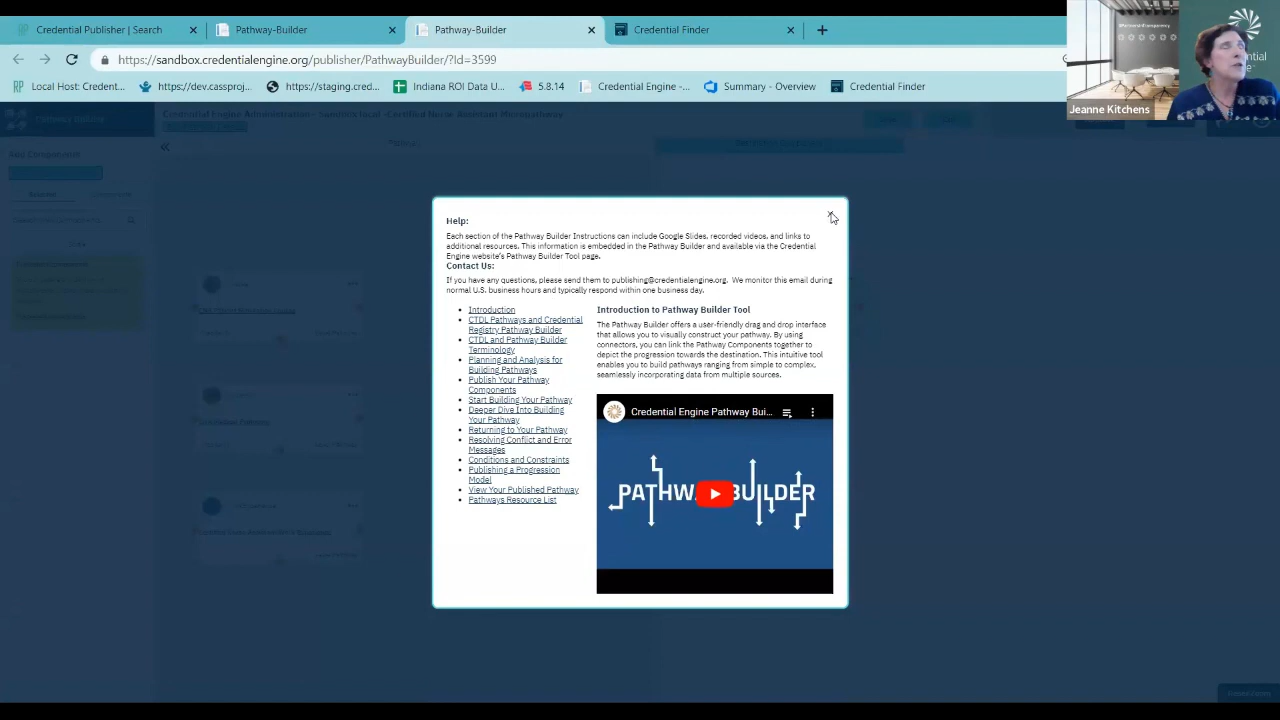 Credential Publisher | Search
Pathway-Builder
Pathway-Builder
Credential Finder
https://sandbox.credentialengine.org/publisher/PathwayBuilder/?Id=3599
Local Host: Credent...
https://dev.cassproj...
https://staging.cred...
Indiana ROI Data U...
5.8.14
Credential Engine -...
Summary - Overview
Credential Finder
Jeanne Kitchens
Pathway Builder
Add Component
Help:
Each section of the Pathway Builder Instructions can include Google Slides, recorded videos, and links to
additional resources. This information is embedded in the Pathway Builder and available via the Credential
Engine website's Pathway Builder Tool page.
Contact Us:
If you have any questions, please send them to publishing@credentialengine.org. We monitor this email during
normal U.S. business hours and typically respond within one business day.
Introduction
CTDL Pathways and Credential
Registry Pathway Builder
CTDL and Pathway Builder
Terminology
Planning and Analysis for
Building Pathways
Publish Your Pathway
Components
Start Building Your Pathway
Deeper Dive Into Building
Your Pathway
Returning to Your Pathway
Resolving Conflict and Error
Messages
Conditions and Constraints
Publishing a Progression
Model
View Your Published Pathway
Pathways Resource List
Introduction to Pathway Builder Tool
The Pathway Builder offers a user-friendly drag and drop interface
that allows you to visually construct your pathway. By using
connectors, you can link the Pathway Components together to
depict the progression towards the destination. This intuitive tool
enables you to build pathways ranging from simple to complex,
seamlessly incorporating data from multiple sources.
Credential Engine Pathway Bui...